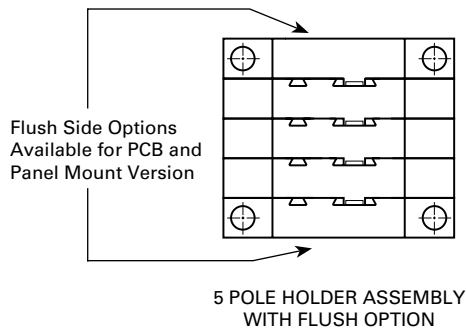 Flush Side Options
Available for PCB and
Panel Mount Version
5 POLE HOLDER ASSEMBLY
WITH FLUSH OPTION